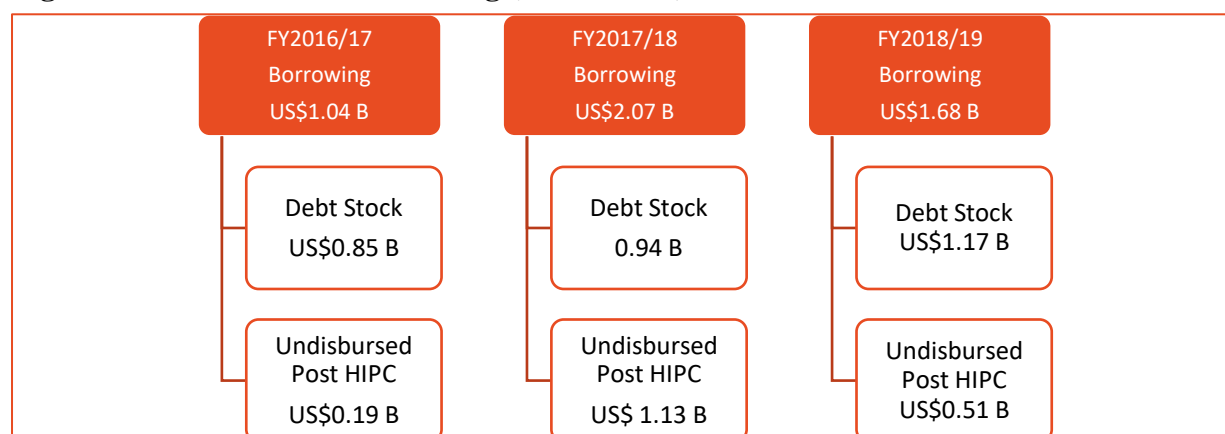 FY2016/17
Borrowing
US$1.04 B
Debt Stock
US$0.85 B
Undisbursed
Post HIPC
US$0.19 B
FY2017/18
Borrowing
US$2.07 B
Debt Stock
0.94 B
Undisbursed
Post HIPC
US$ 1.13 B
FY2018/19
Borrowing
US$1.68 B
Debt Stock
US$1.17 B
Undisbursed
Post HIPC
US$0.51 B